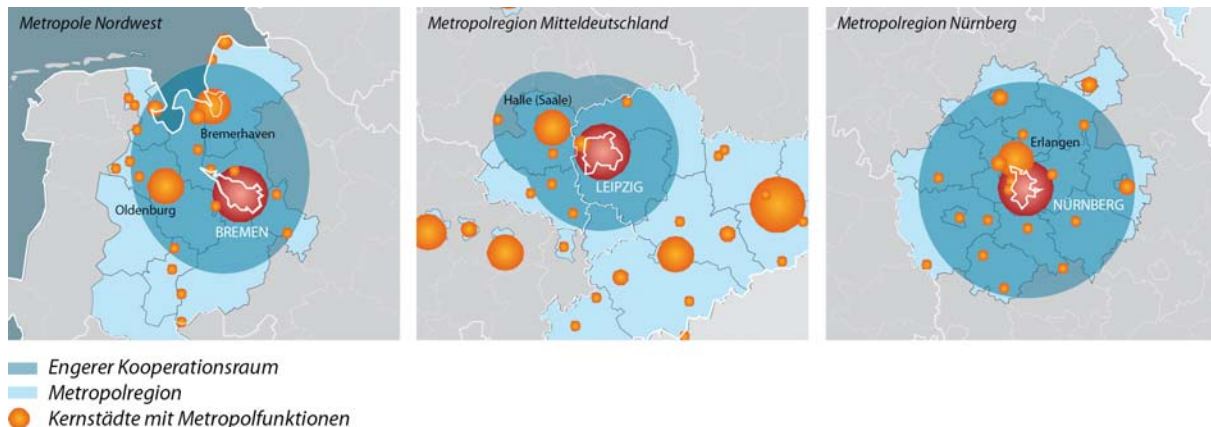 Metropole Nordwest
Bremerhaven
Oldenburg
BREMEN
Metropolregion Mitteldeutschland
Halle (Saale)
LEIPZIG
Metropolregion Nürnberg
Erlangen
NÜRNBERG
Engerer Kooperationsraum
Metropolregion
Kernstädte mit Metropolfunktionen